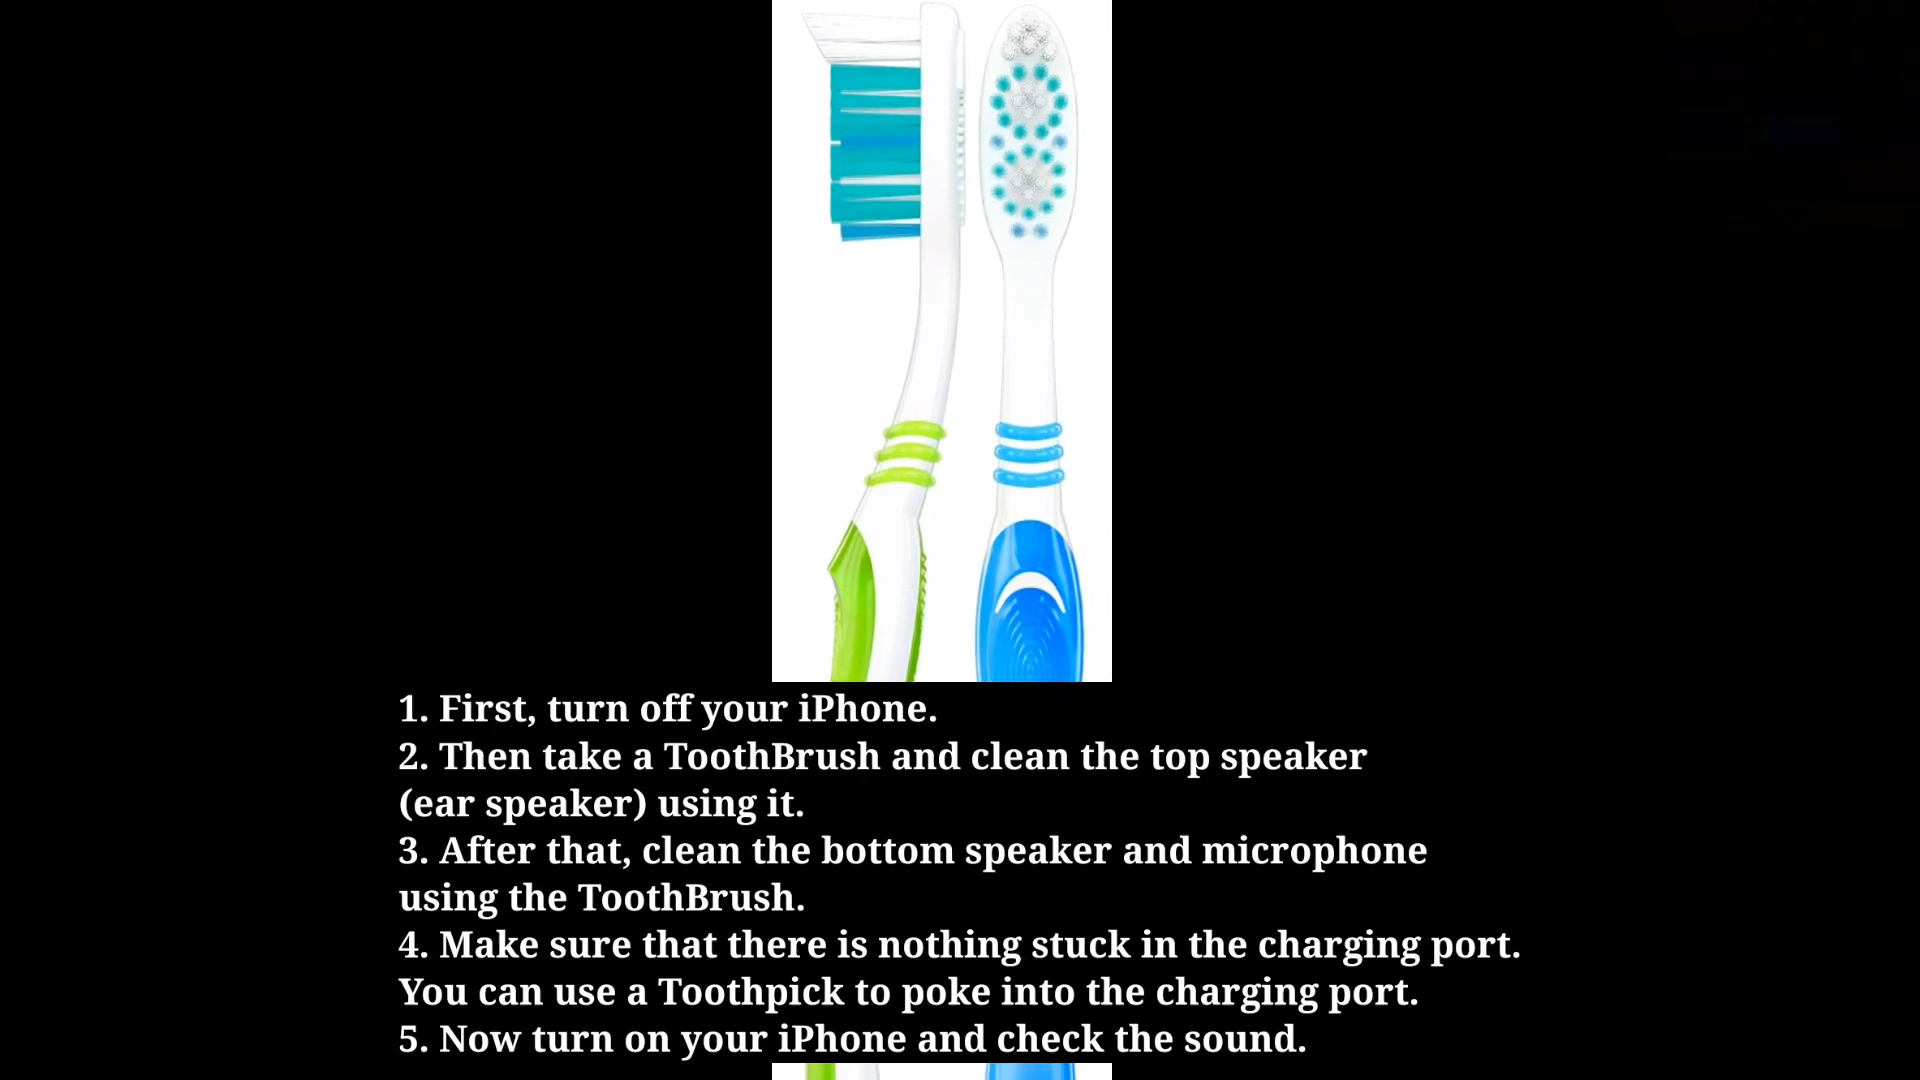 1. First, turn off your iPhone.
2. Then take a ToothBrush and clean the top speaker
(ear speaker) using it.
3. After that, clean the bottom speaker and microphone
using the ToothBrush.
4. Make sure that there is nothing stuck in the charging port.
You can use a Toothpick to poke into the charging port.
5. Now turn on your iPhone and check the sound.